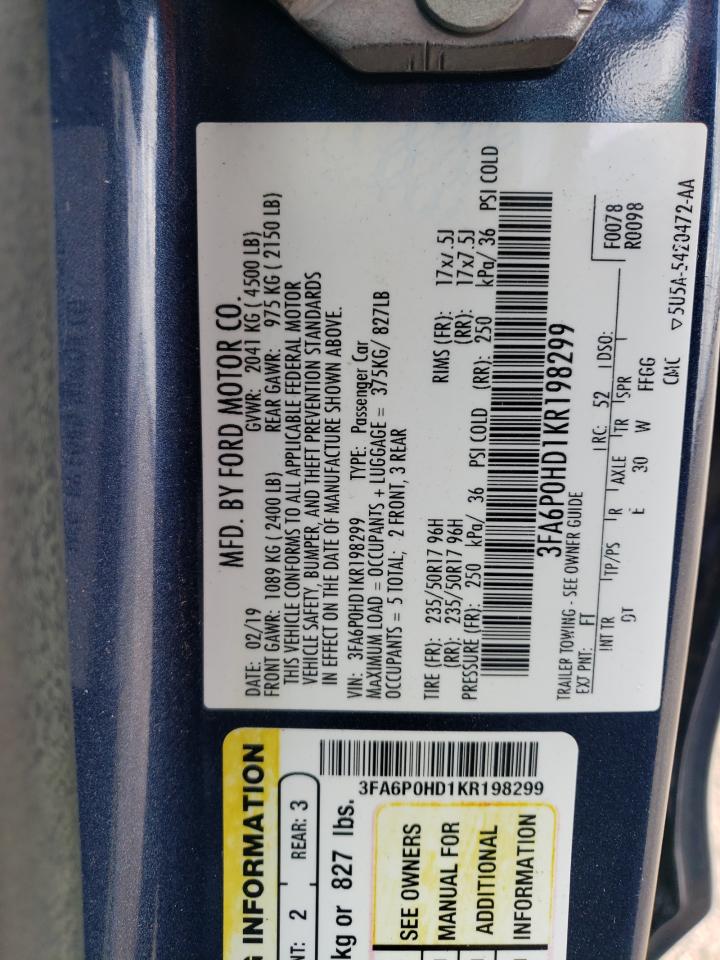 MFD. BY FORD MOTOR CO.
DATE: 02/19 GVWR: 2041 KG ( 4500 LB)
FRONT GAWR: 1089 KG ( 2400 LB) REAR GAWR: 975 KG ( 2150 LB)
THIS VEHICLE CONFORMS TO ALL APPLICABLE FEDERAL MOTOR
VEHICLE SAFETY, BUMPER, AND THEFT PREVENTION STANDARDS
IN EFFECT ON THE DATE OF MANUFACTURE SHOWN ABOVE.
VIN: 3FA6P0HD1KR198299 TYPE: Passenger Car
MAXIMUM LOAD = OCCUPANTS + LUGGAGE = 375KG/ 827LB
OCCUPANTS = 5 TOTAL; 2 FRONT, 3 REAR
TIRE (FR): 235/50R17 96H RIMS (FR): 17x7.5J
(RR): 235/50R17 96H (RR): 17x7.5J
PRESSURE (FR): 250 kPa/ 36 PSI COLD (RR): 250 kPa/ 36 PSI COLD
3FA6P0HD1KR198299
TRAILER TOWING - SEE OWNER GUIDE
F0078
R0098
EXT PNT: FT RC: 52 DSO:
INT TR TP/PS R AXLE TR SPR
E 30 W FFGG
CMC ▽5U5A-5420472-AA
G INFORMATION
NT: 2 REAR: 3
kg or 827 lbs.
3FA6P0HD1KR198299
SEE OWNERS
MANUAL FOR
ADDITIONAL
INFORMATION